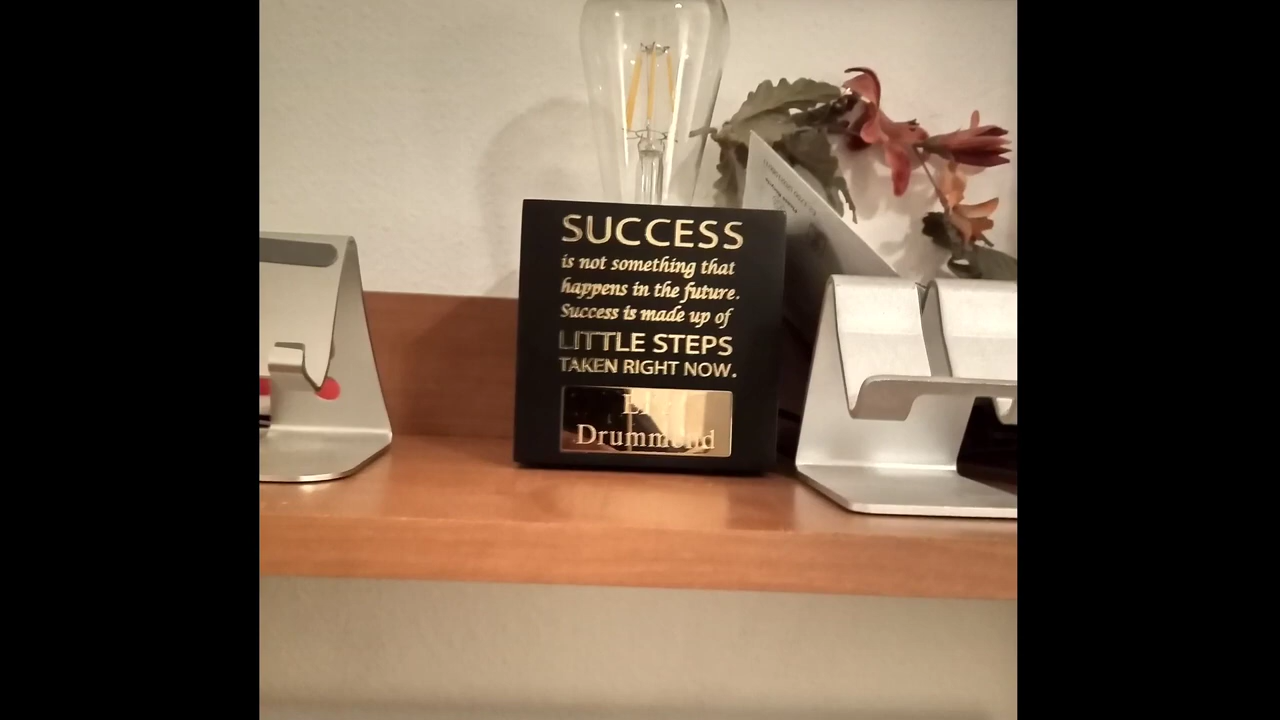 SUCCESS
is not something that
happens in the future.
Success is made up of
LITTLE STEPS
TAKEN RIGHT NOW.
Drummond